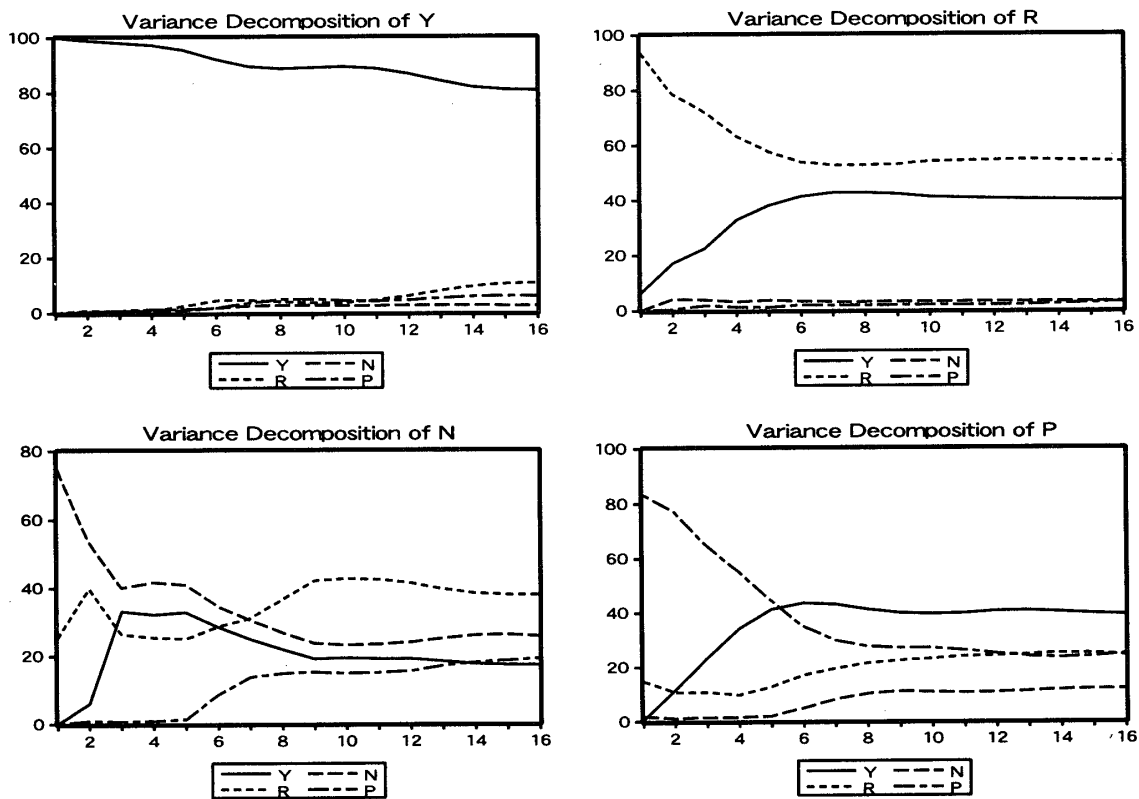 Variance Decomposition of Y
100
80
60
40
20
0
2 4 6 8 10 12 14 16
Y N
R P
Variance Decomposition of R
100
80
60
40
20
0
2 4 6 8 10 12 14 16
Y N
R P
Variance Decomposition of N
80
60
40
20
0
2 4 6 8 10 12 14 16
Y N
R P
Variance Decomposition of P
100
80
60
40
20
0
2 4 6 8 10 12 14 16
Y N
R P